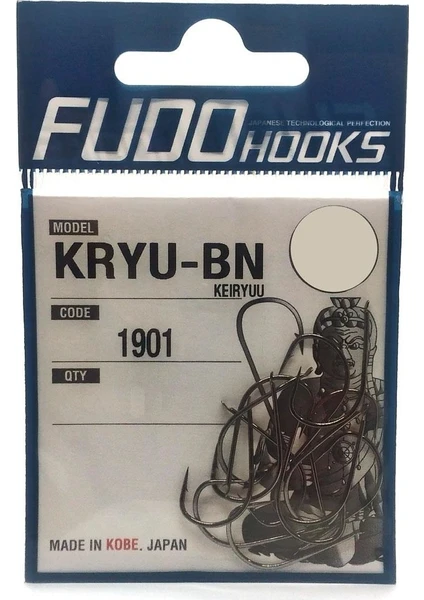 FUDO HOOKS
JAPANESE TECHNOLOGICAL PERFECTION
MODEL
KRYU-BN
KEIRYUU
CODE
1901
QTY
MADE IN KOBE. JAPAN